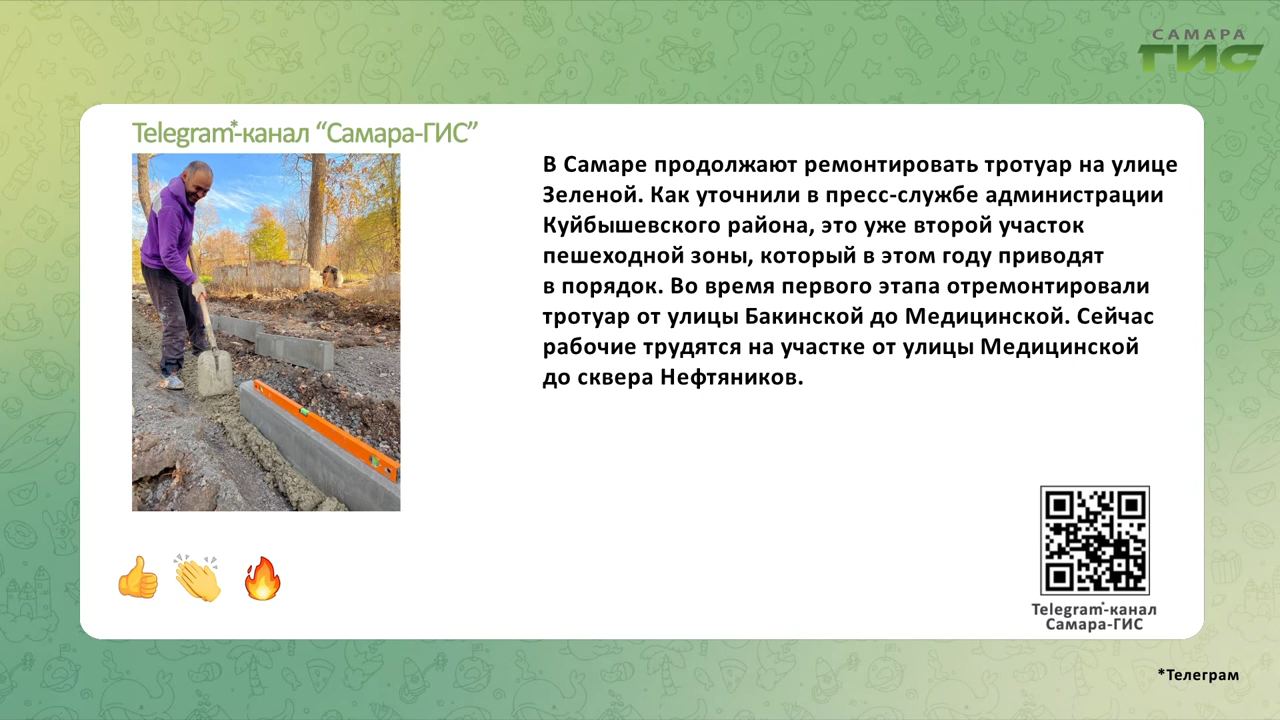 САМАРА
ГИС
Telegram*-канал “Самара-ГИС”
В Самаре продолжают ремонтировать тротуар на улице
Зеленой. Как уточнили в пресс-службе администрации
Куйбышевского района, это уже второй участок
пешеходной зоны, который в этом году приводят
в порядок. Во время первого этапа отремонтировали
тротуар от улицы Бакинской до Медицинской. Сейчас
рабочие трудятся на участке от улицы Медицинской
до сквера Нефтяников.
Telegram*-канал
Самара-ГИС
*Телеграм